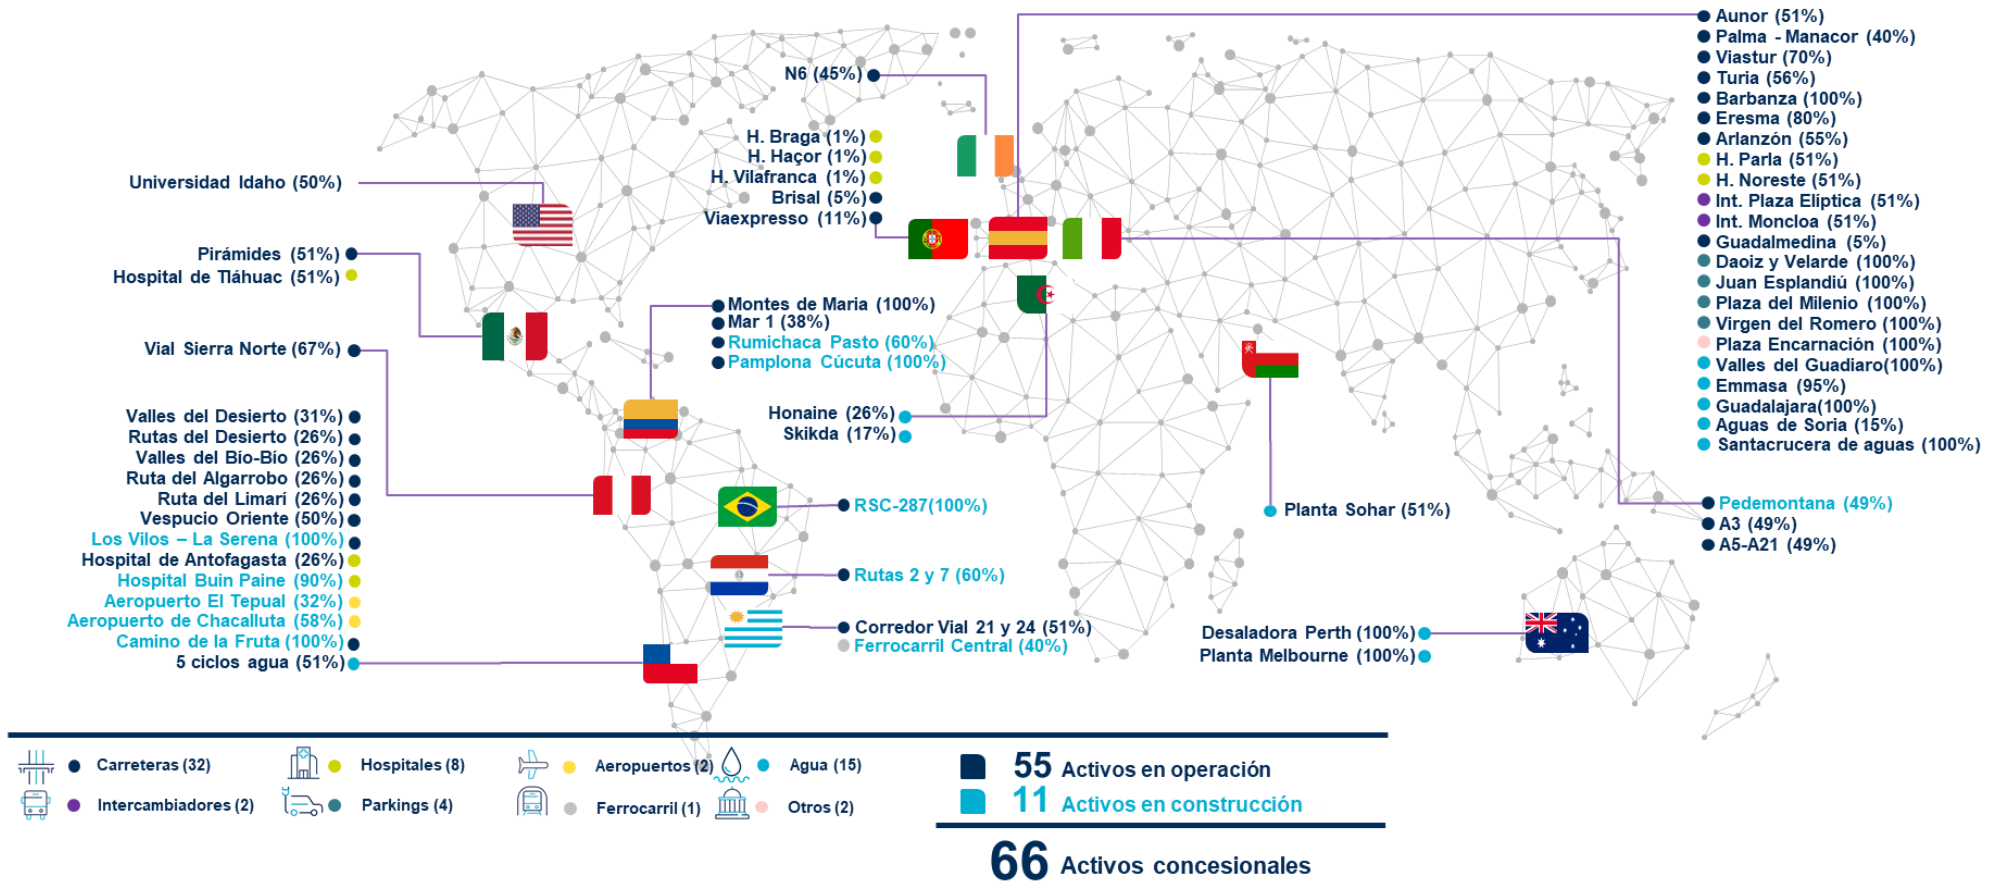 Aunor (51%)
Palma - Manacor (40%)
Viastur (70%)
Turia (56%)
Barbanza (100%)
Eresma (80%)
Arlanzón (55%)
H. Parla (51%)
H. Noreste (51%)
Int. Plaza Elíptica (51%)
Int. Moncloa (51%)
Guadalmedina (5%)
Daoiz y Velarde (100%)
Juan Esplandiú (100%)
Plaza del Milenio (100%)
Virgen del Romero (100%)
Plaza Encarnación (100%)
Valles del Guadiaro(100%)
Emmasa (95%)
Guadalajara(100%)
Aguas de Soria (15%)
Santacrucera de aguas (100%)
N6 (45%)
H. Braga (1%)
H. Haçor (1%)
H. Vilafranca (1%)
Brisal (5%)
Viaexpresso (11%)
Universidad Idaho (50%)
Pirámides (51%)
Hospital de Tláhuac (51%)
Vial Sierra Norte (67%)
Montes de Maria (100%)
Mar 1 (38%)
Rumichaca Pasto (60%)
Pamplona Cúcuta (100%)
Honaine (26%)
Skikda (17%)
Valles del Desierto (31%)
Rutas del Desierto (26%)
Valles del Bío-Bío (26%)
Ruta del Algarrobo (26%)
Ruta del Limarí (26%)
Vespucio Oriente (50%)
Los Vilos – La Serena (100%)
Hospital de Antofagasta (26%)
Hospital Buin Paine (90%)
Aeropuerto El Tepual (32%)
Aeropuerto de Chacalluta (58%)
Camino de la Fruta (100%)
5 ciclos agua (51%)
RSC-287(100%)
Rutas 2 y 7 (60%)
Corredor Vial 21 y 24 (51%)
Ferrocarril Central (40%)
Planta Sohar (51%)
Pedemontana (49%)
A3 (49%)
A5-A21 (49%)
Desaladora Perth (100%)
Planta Melbourne (100%)
Carreteras (32)
Hospitales (8)
Aeropuertos (2)
Agua (15)
Intercambiadores (2)
Parkings (4)
Ferrocarril (1)
Otros (2)
55 Activos en operación
11 Activos en construcción
66 Activos concesionales